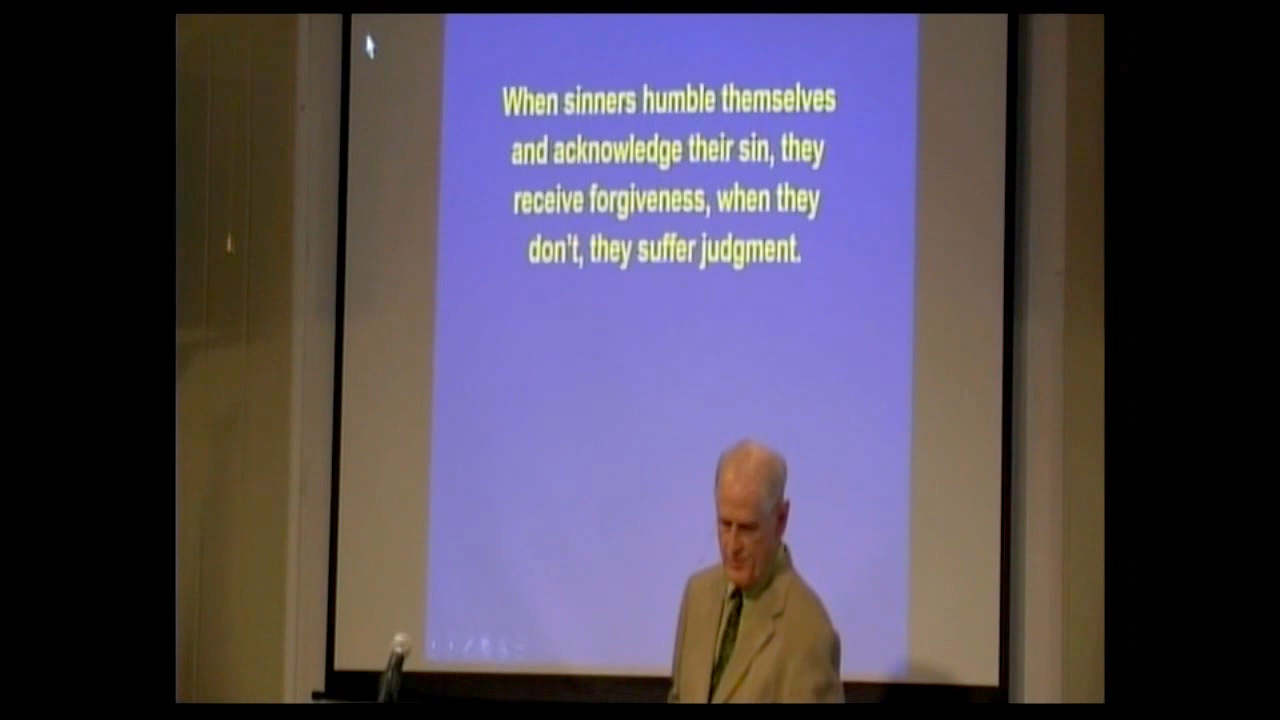 When sinners humble themselves
and acknowledge their sin, they
receive forgiveness, when they
don't, they suffer judgment.